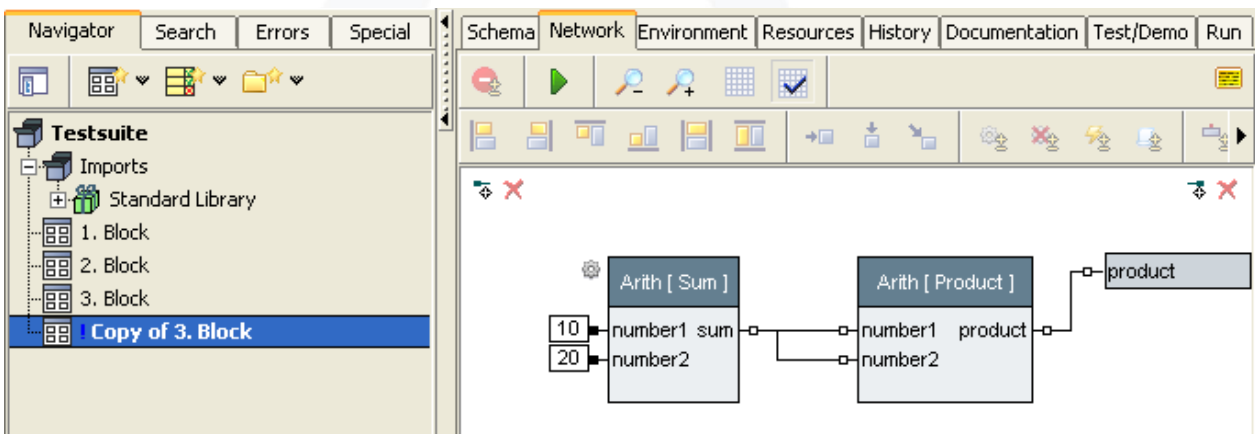 Navigator Search Errors Special
Schema Network Environment Resources History Documentation Test/Demo Run
Testsuite
Imports
Standard Library
1. Block
2. Block
3. Block
! Copy of 3. Block
Arith [ Sum ]
10 number1 sum
20 number2
Arith [ Product ]
number1 product
number2
product